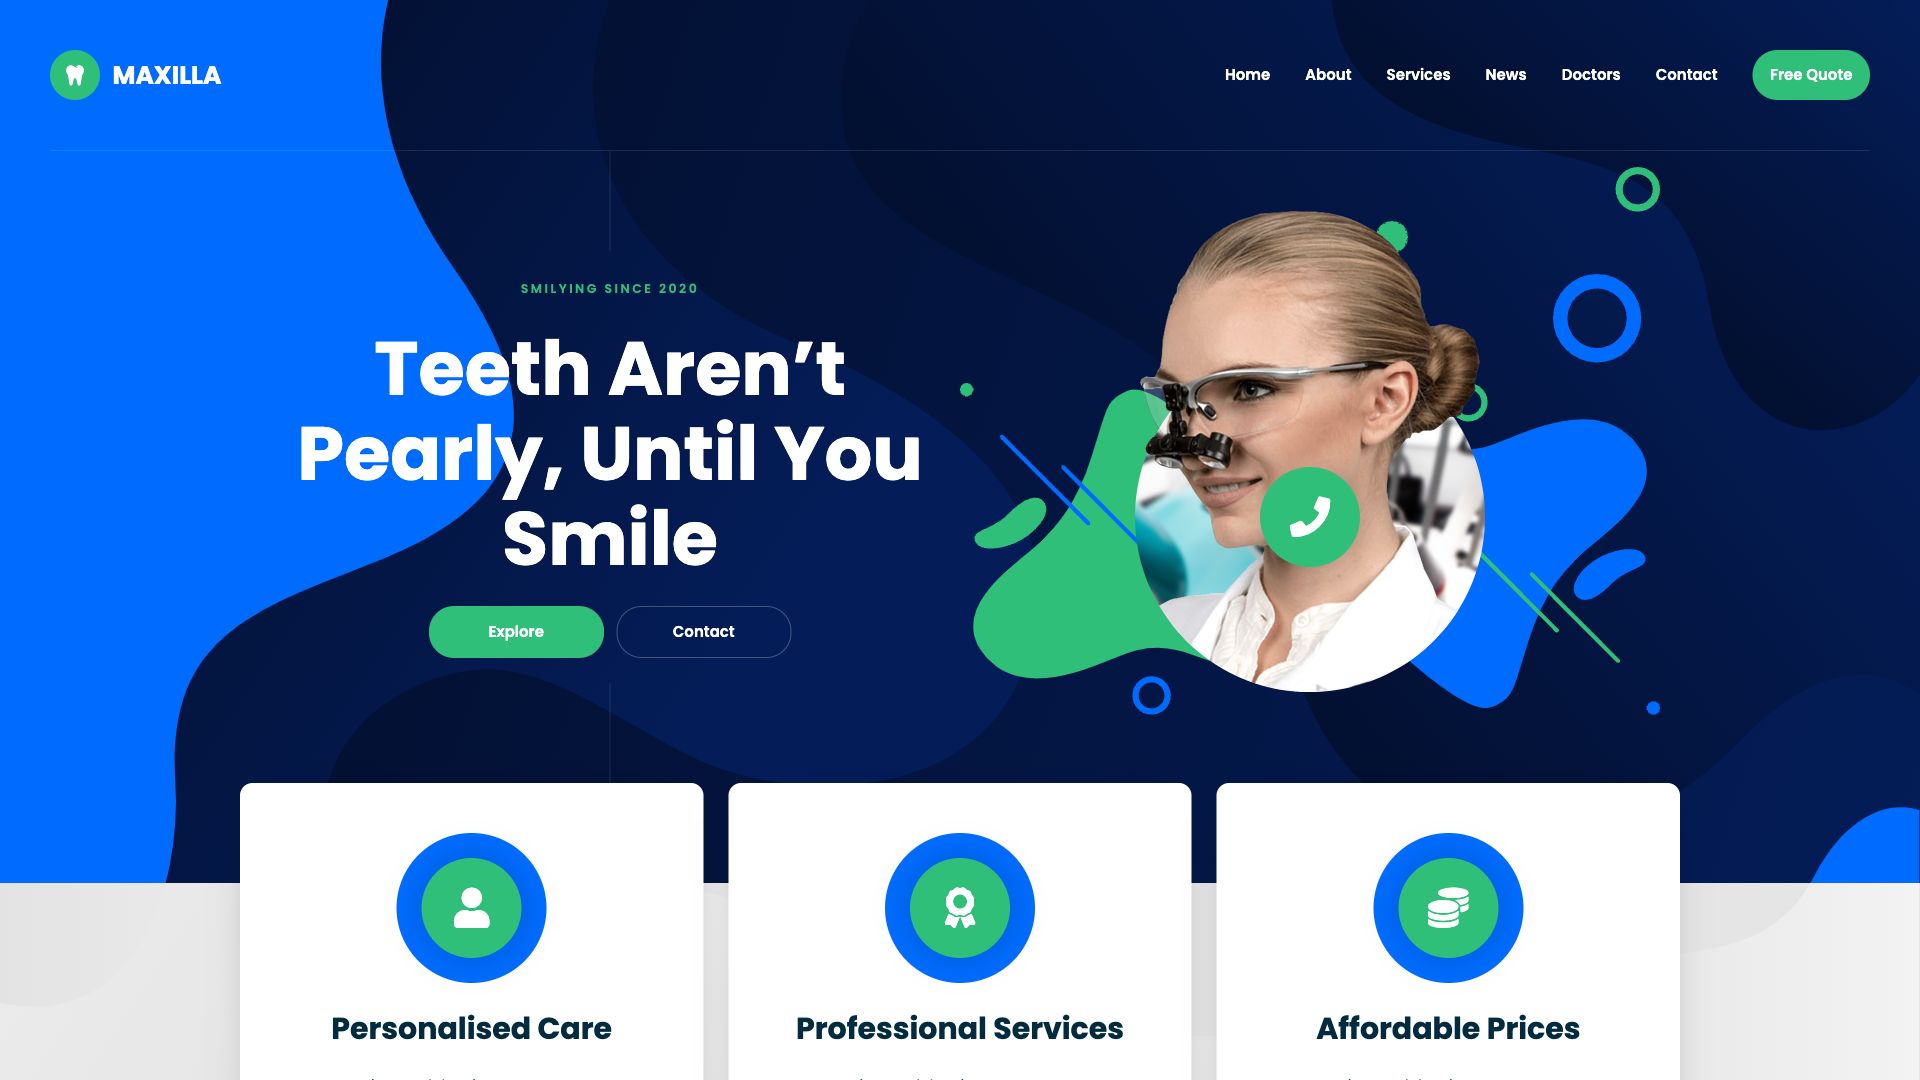 MAXILLA
Home About Services News Doctors Contact Free Quote
SMILYING SINCE 2020
Teeth Aren’t
Pearly, Until You
Smile
Explore Contact
Personalised Care Professional Services Affordable Prices